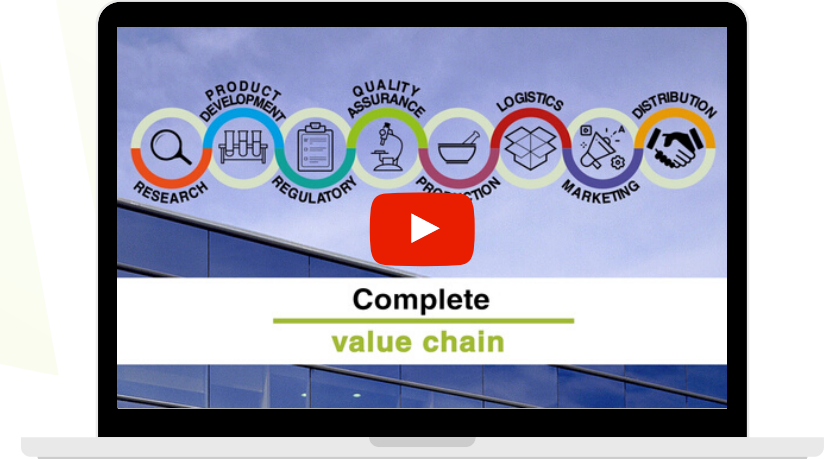 RESEARCH
PRODUCT
DEVELOPMENT
REGULATORY
QUALITY
ASSURANCE
PRODUCTION
LOGISTICS
MARKETING
DISTRIBUTION
A
Complete
value chain